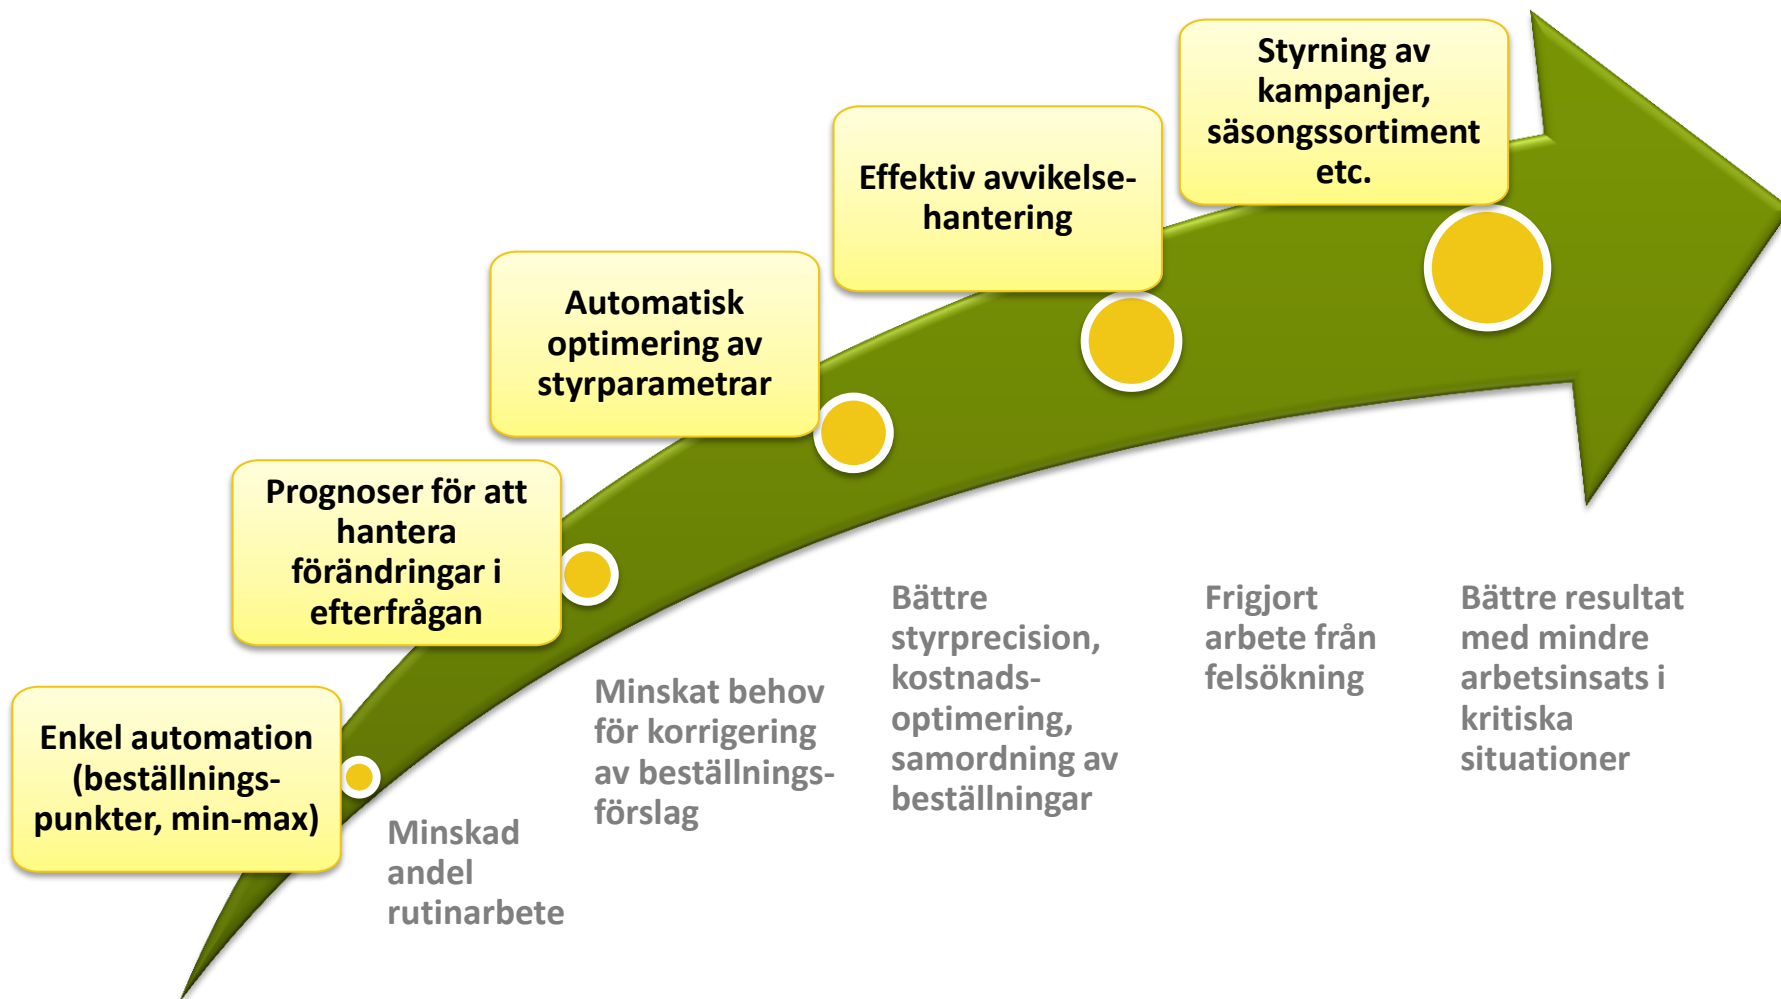 Styrning av
kampanjer,
säsongssortiment
etc.
Effektiv avvikelse-
hantering
Automatisk
optimering av
styrparametrar
Prognoser för att
hantera
förändringar i
efterfrågan
Enkel automation
(beställnings-
punkter, min-max)
Minskad
andel
rutinarbete
Minskat behov
för korrigering
av beställnings-
förslag
Bättre
styrprecision,
kostnads-
optimering,
samordning av
beställningar
Frigjort
arbete från
felsökning
Bättre resultat
med mindre
arbetsinsats i
kritiska
situationer